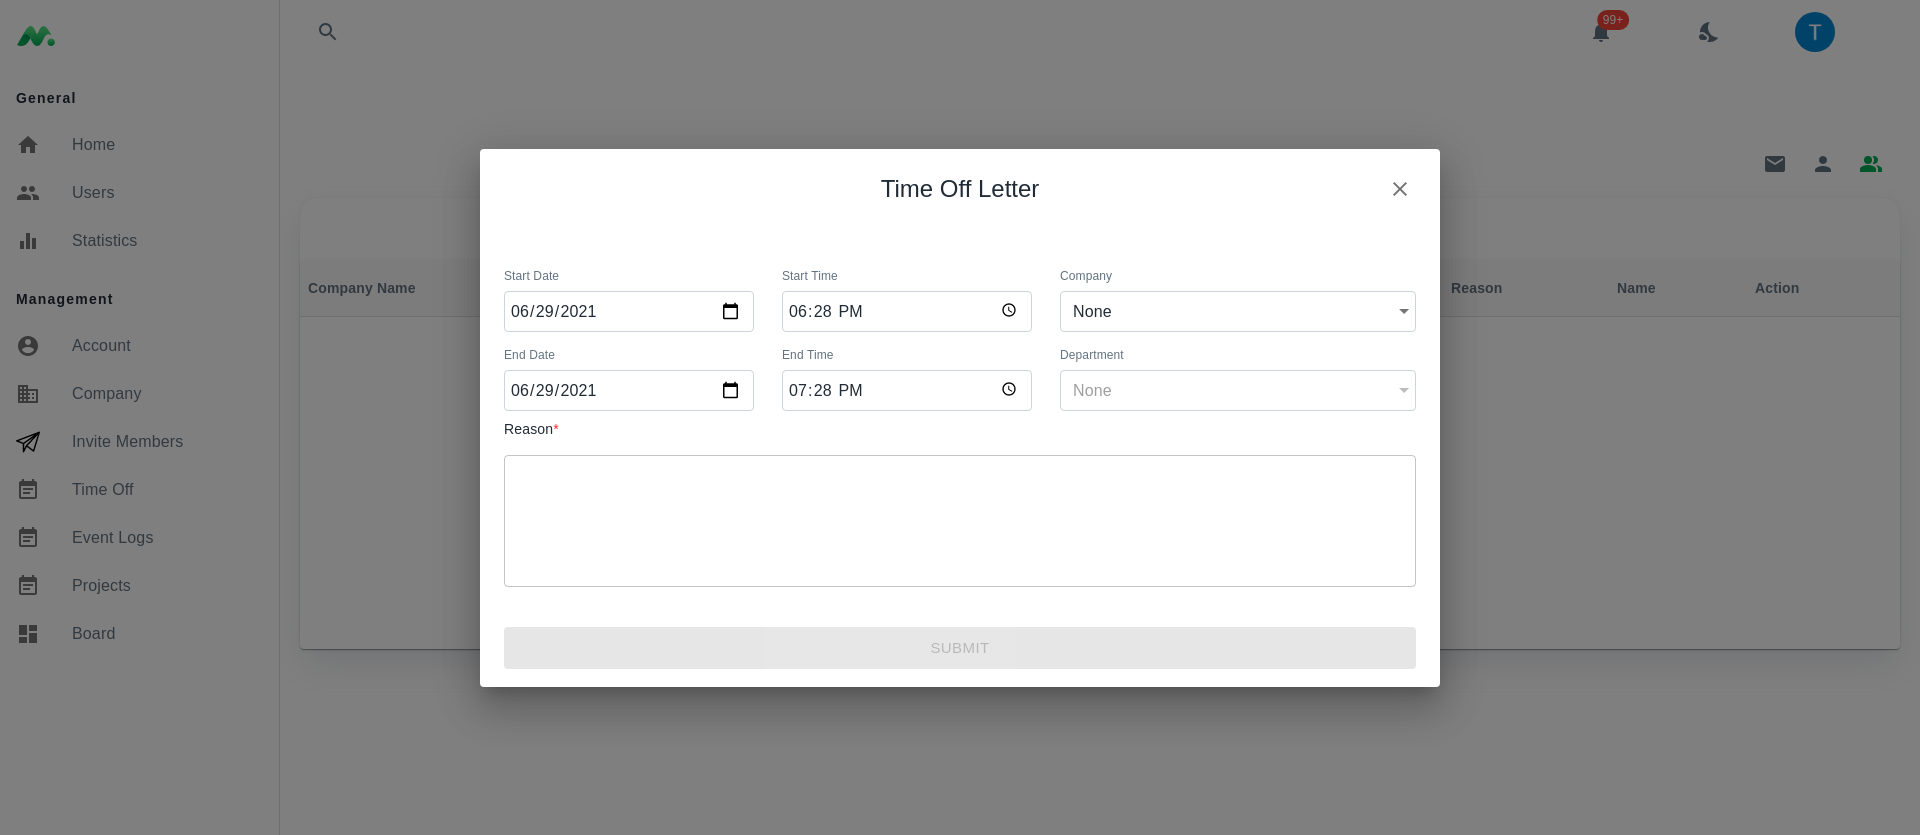 99+
T
General
Home
Users
Statistics
Management
Account
Company
Invite Members
Time Off
Event Logs
Projects
Board
Company Name
Reason
Name
Action
Time Off Letter
Start Date
Start Time
Company
06/29/2021
06:28 PM
None
End Date
End Time
Department
06/29/2021
07:28 PM
None
Reason*
SUBMIT